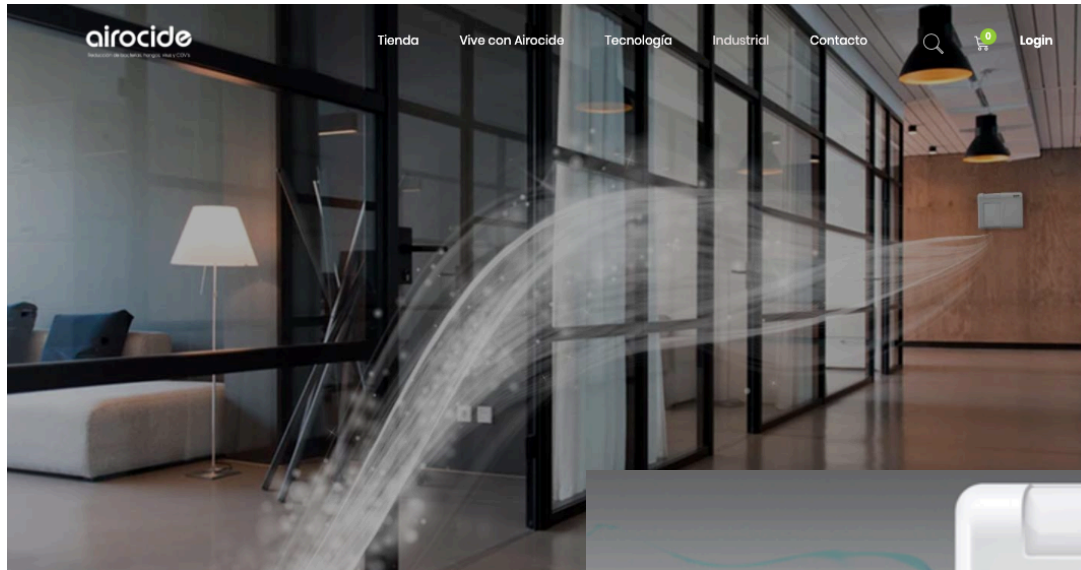 airocide
Tienda
Vive con Airocide
Tecnología
Industrial
Contacto
0
Login